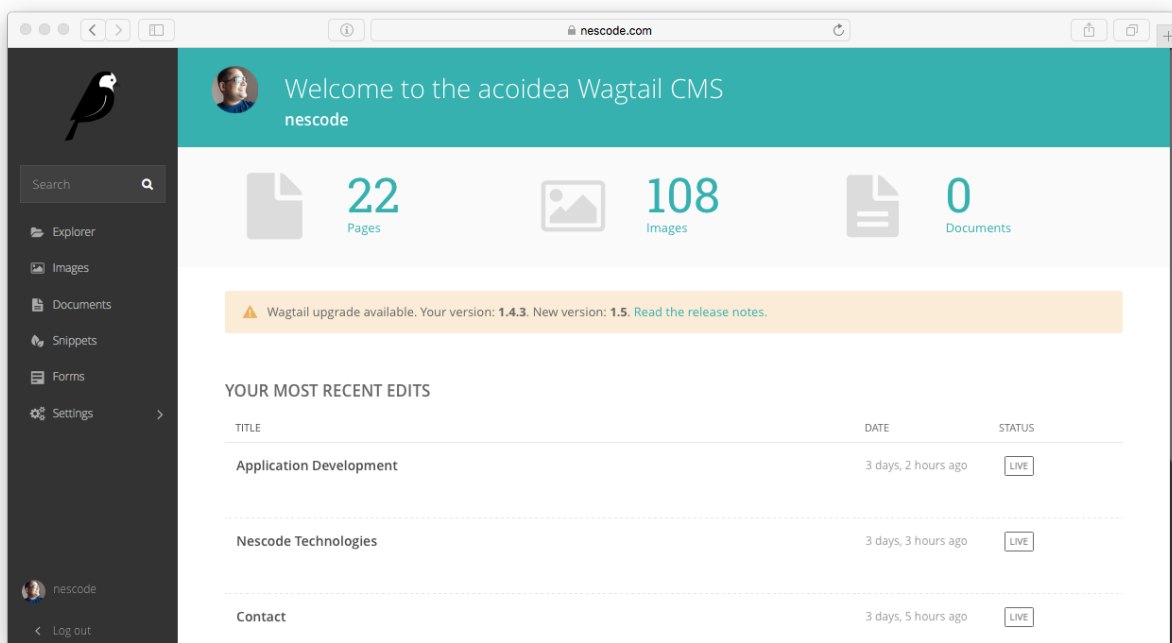 nescode.com
Welcome to the acoidea Wagtail CMS
nescode
Search
Explorer
Images
Documents
Snippets
Forms
Settings
nescode
Log out
22
Pages
108
Images
0
Documents
Wagtail upgrade available. Your version: 1.4.3. New version: 1.5. Read the release notes.
YOUR MOST RECENT EDITS
TITLE DATE STATUS
Application Development 3 days, 2 hours ago LIVE
Nescode Technologies 3 days, 3 hours ago LIVE
Contact 3 days, 5 hours ago LIVE